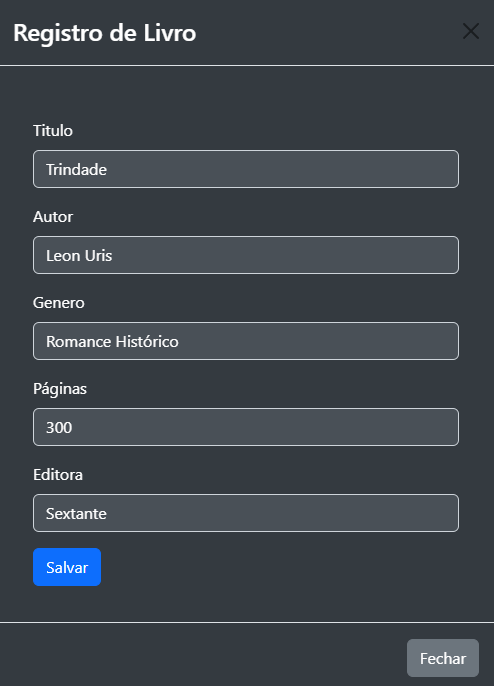 Registro de Livro
Titulo
Trindade
Autor
Leon Uris
Genero
Romance Histórico
Páginas
300
Editora
Sextante
Salvar
Fechar